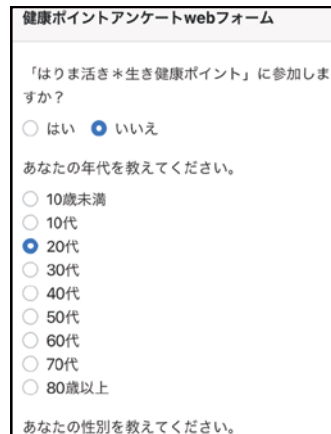 健康ポイントアンケートwebフォーム
「はりま活き＊生き健康ポイント」に参加しま
すか？
はい いいえ
あなたの年代を教えてください。
10歳未満
10代
20代
30代
40代
50代
60代
70代
80歳以上
あなたの性別を教えてください。